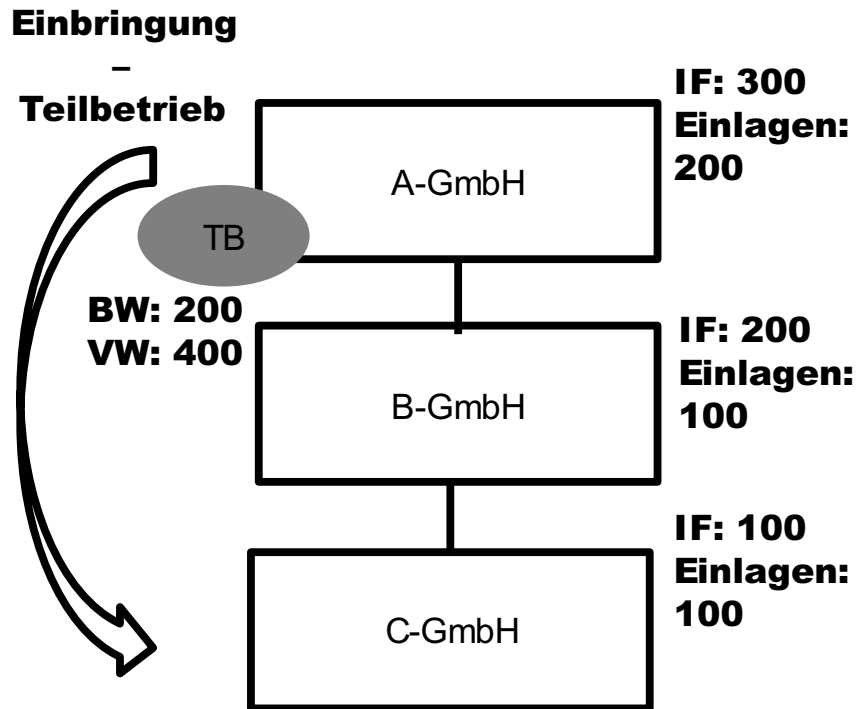 Einbringung
–
Teilbetrieb
IF: 300
Einlagen:
200
A-GmbH
TB
BW: 200
VW: 400
IF: 200
Einlagen:
100
B-GmbH
IF: 100
Einlagen:
100
C-GmbH